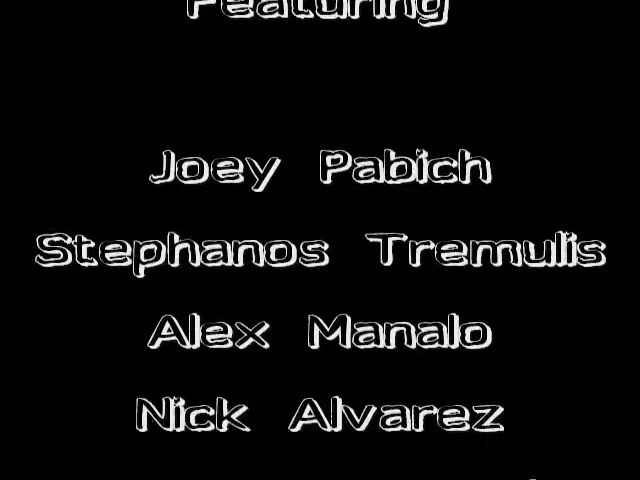 Featuring
Joey Pabich
Stephanos Tremulis
Alex Manalo
Nick Alvarez